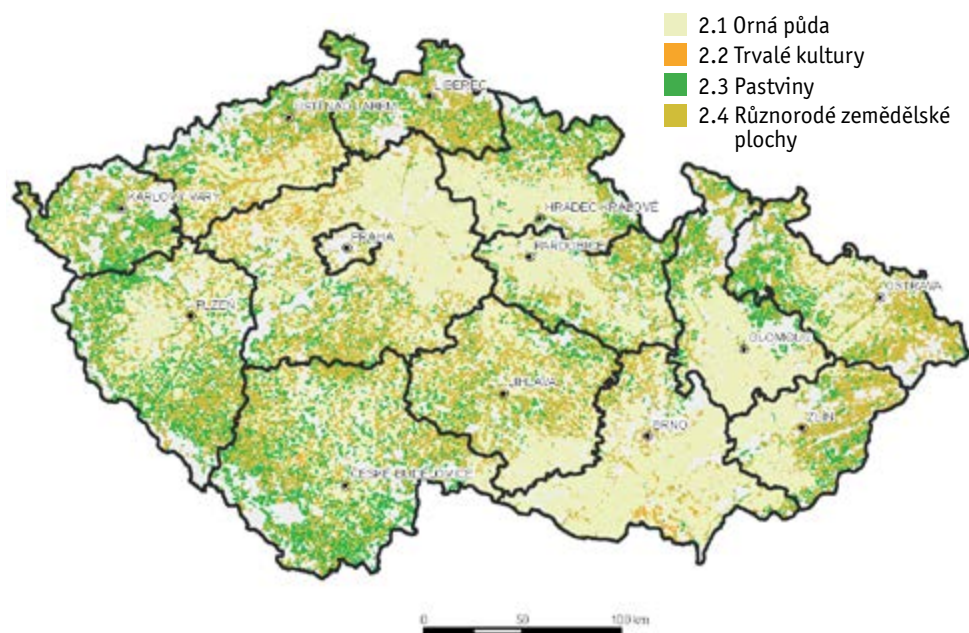 2.1 Orná půda
2.2 Trvalé kultury
2.3 Pastviny
2.4 Různorodé zemědělské
plochy
LIBEREC
ÚSTÍ NAD LABEM
KARLOVY VARY
HRADEC KRÁLOVÉ
PRAHA
PARDUBICE
OSTRAVA
PLZEŇ
OLOMOUC
JIHLAVA
ZLÍN
BRNO
ČESKÉ BUDĚJOVICE
0 50 100 km